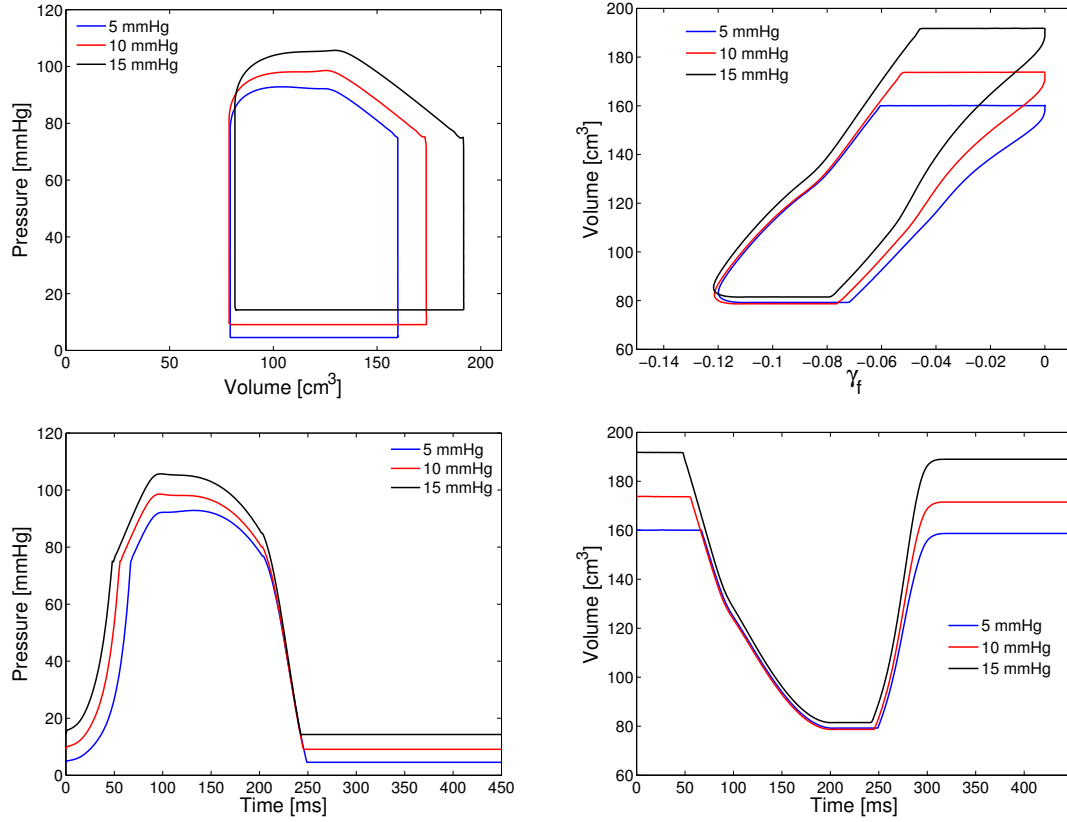 120
100
80
60
40
20
0
Pressure [mmHg]
5 mmHg
10 mmHg
15 mmHg
0 50 100 150 200
Volume [cm³]
200
180
160
140
120
100
80
60
Volume [cm³]
5 mmHg
10 mmHg
15 mmHg
−0.14 −0.12 −0.1 −0.08 −0.06 −0.04 −0.02 0
γf
120
100
80
60
40
20
0
Pressure [mmHg]
5 mmHg
10 mmHg
15 mmHg
0 50 100 150 200 250 300 350 400 450
Time [ms]
200
180
160
140
120
100
80
60
Volume [cm³]
5 mmHg
10 mmHg
15 mmHg
0 50 100 150 200 250 300 350 400
Time [ms]